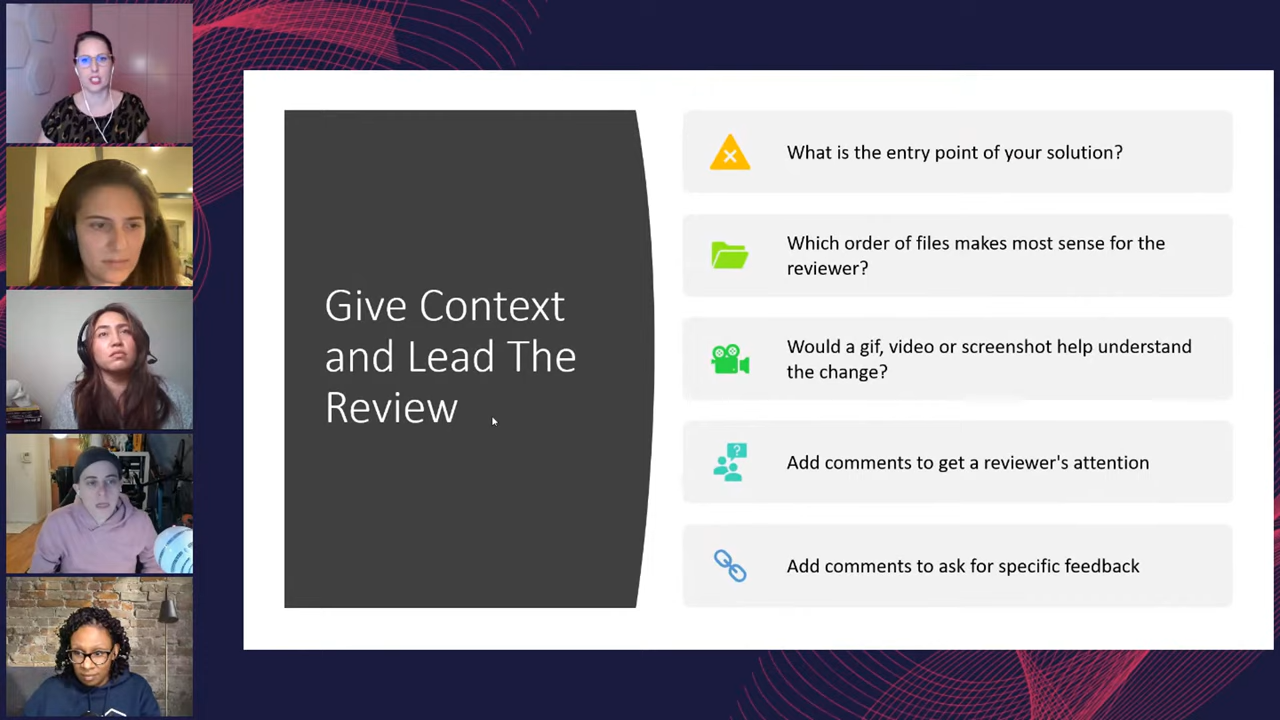 Give Context
and Lead The
Review
What is the entry point of your solution?
Which order of files makes most sense for the
reviewer?
Would a gif, video or screenshot help understand
the change?
?
Add comments to get a reviewer's attention
Add comments to ask for specific feedback